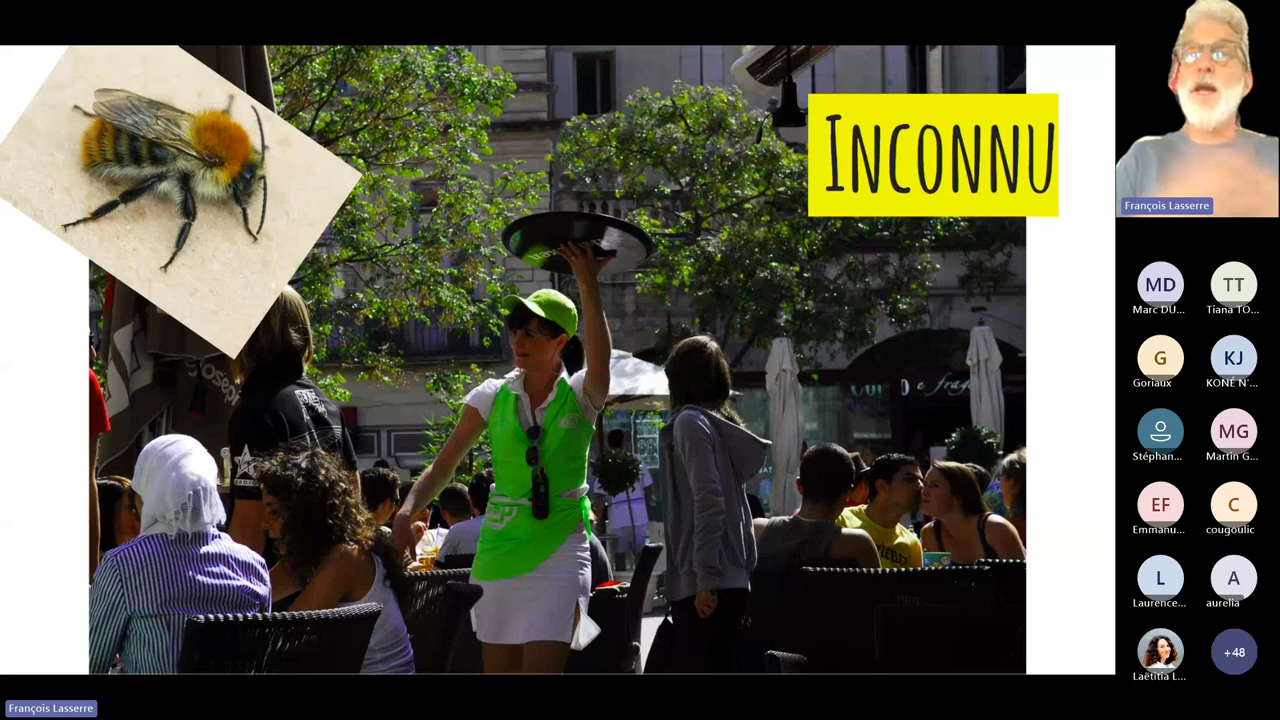 INCONNU
François Lasserre
MD
TT
Marc DU...
Tiana TO...
G
KJ
Goriaux
KONÉ N'...
MG
Stéphan...
Martin G...
EF
C
Emmanu...
cougoulic
L
A
Laurence...
aurelia
+48
Laëtitia L...
François Lasserre